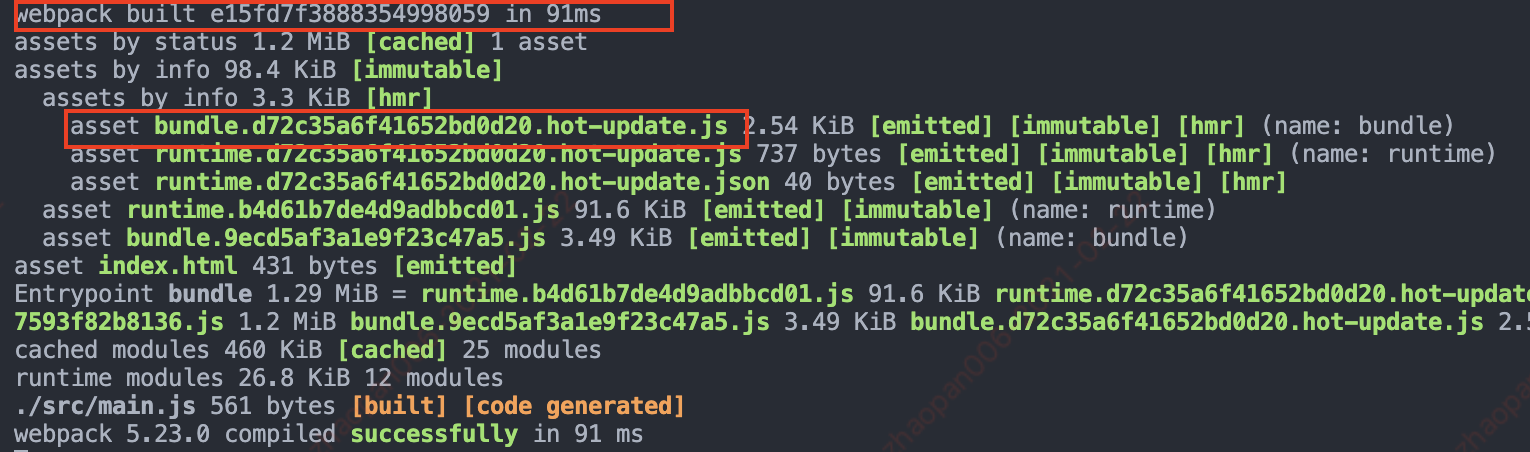 webpack built e15fd7f3888354998059 in 91ms
assets by status 1.2 MiB [cached] 1 asset
assets by info 98.4 KiB [immutable]
assets by info 3.3 KiB [hmr]
asset bundle.d72c35a6f41652bd0d20.hot-update.js 2.54 KiB [emitted] [immutable] [hmr] (name: bundle)
asset runtime.d72c35a6f41652bd0d20.hot-update.js 737 bytes [emitted] [immutable] [hmr] (name: runtime)
asset runtime.d72c35a6f41652bd0d20.hot-update.json 40 bytes [emitted] [immutable] [hmr]
asset runtime.b4d61b7de4d9adbbcd01.js 91.6 KiB [emitted] [immutable] (name: runtime)
asset bundle.9ecd5af3a1e9f23c47a5.js 3.49 KiB [emitted] [immutable] (name: bundle)
asset index.html 431 bytes [emitted]
Entrypoint bundle 1.29 MiB = runtime.b4d61b7de4d9adbbcd01.js 91.6 KiB runtime.d72c35a6f41652bd0d20.hot-update
7593f82b8136.js 1.2 MiB bundle.9ecd5af3a1e9f23c47a5.js 3.49 KiB bundle.d72c35a6f41652bd0d20.hot-update.js 2.5
cached modules 460 KiB [cached] 25 modules
runtime modules 26.8 KiB 12 modules
./src/main.js 561 bytes [built] [code generated]
webpack 5.23.0 compiled successfully in 91 ms